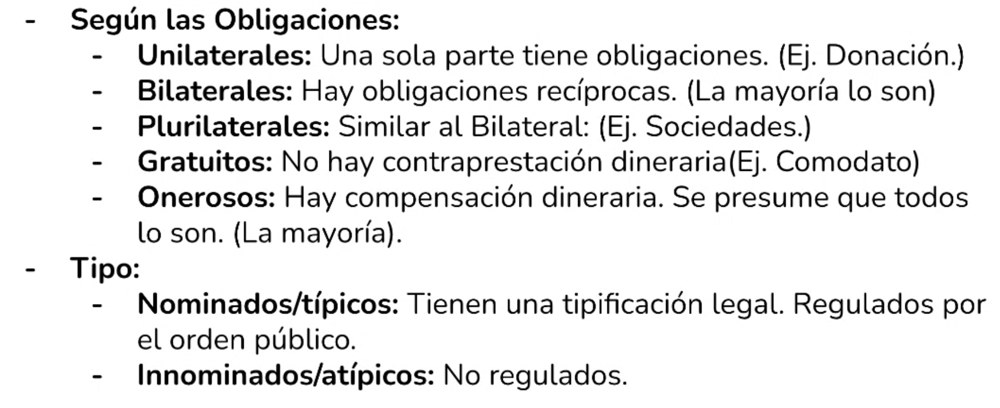 - Según las Obligaciones:
- Unilaterales: Una sola parte tiene obligaciones. (Ej. Donación.)
- Bilaterales: Hay obligaciones recíprocas. (La mayoría lo son)
- Plurilaterales: Similar al Bilateral: (Ej. Sociedades.)
- Gratuitos: No hay contraprestación dineraria(Ej. Comodato)
- Onerosos: Hay compensación dineraria. Se presume que todos
lo son. (La mayoría).
- Tipo:
- Nominados/típicos: Tienen una tipificación legal. Regulados por
el orden público.
- Innominados/atípicos: No regulados.